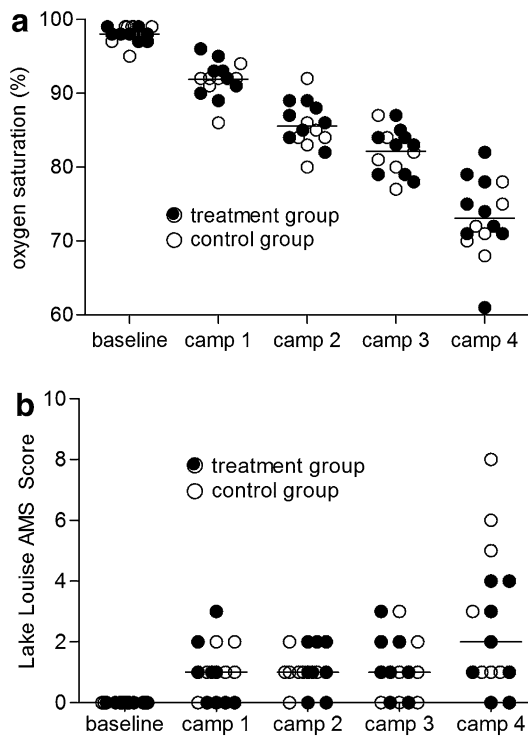 a
oxygen saturation (%)
100
90
80
70
60
treatment group
control group
baseline camp 1 camp 2 camp 3 camp 4
b
Lake Louise AMS Score
10
8
6
4
2
0
treatment group
control group
baseline camp 1 camp 2 camp 3 camp 4